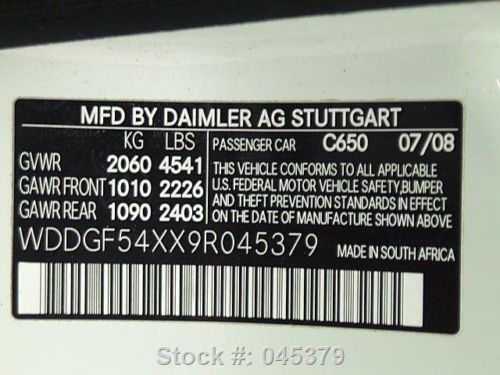 MFD BY DAIMLER AG STUTTGART
KG LBS
GVWR 2060 4541
GAWR FRONT 1010 2226
GAWR REAR 1090 2403
PASSENGER CAR C650 07/08
THIS VEHICLE CONFORMS TO ALL APPLICABLE
U.S. FEDERAL MOTOR VEHICLE SAFETY, BUMPER
AND THEFT PREVENTION STANDARDS IN EFFECT
ON THE DATE OF MANUFACTURE SHOWN ABOVE.
WDDGF54XX9R045379 MADE IN SOUTH AFRICA
Stock #: 045379